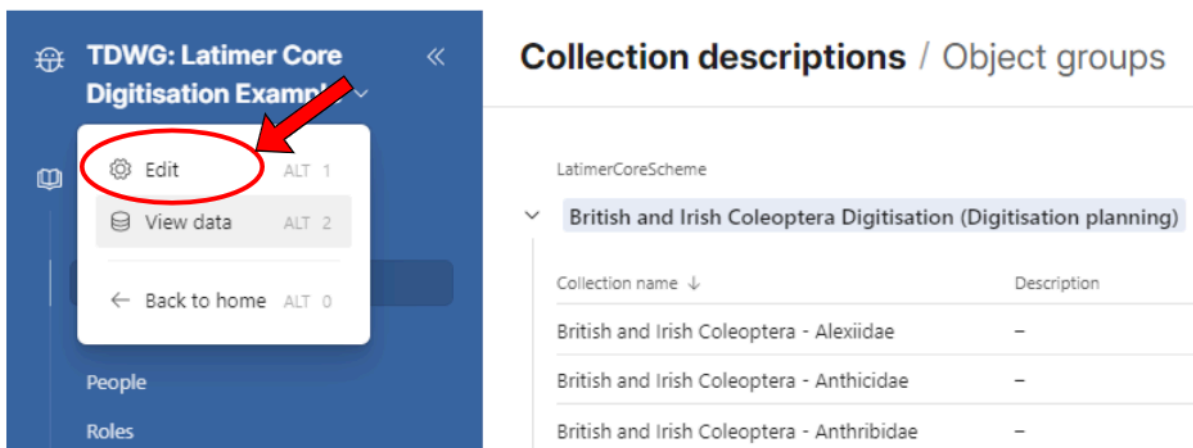 TDWG: Latimer Core
Digitisation Example
Edit ALT 1
View data ALT 2
Back to home ALT 0
People
Roles
Collection descriptions / Object groups
LatimerCoreScheme
British and Irish Coleoptera Digitisation (Digitisation planning)
Collection name ↓ Description
British and Irish Coleoptera - Alexiidae –
British and Irish Coleoptera - Anthicidae –
British and Irish Coleoptera - Anthribidae –